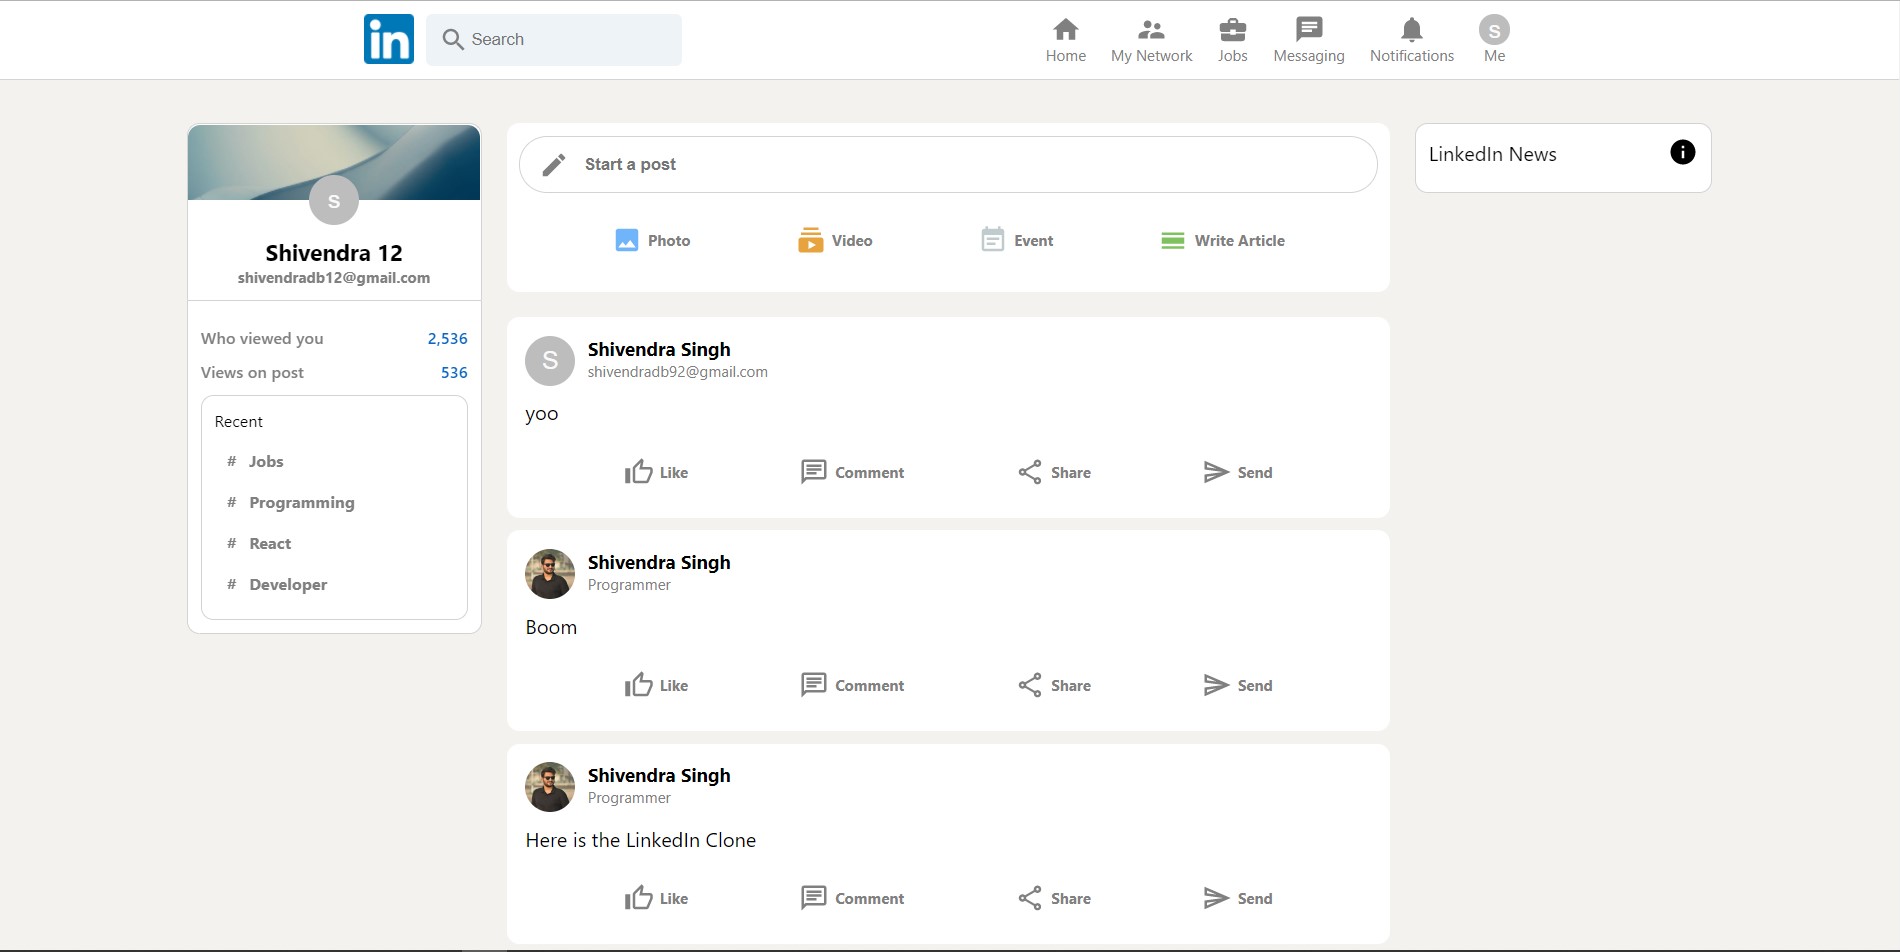 in
Search
Home
My Network
Jobs
Messaging
Notifications
S
Me
S
Shivendra 12
shivendradb12@gmail.com
Who viewed you 2,536
Views on post 536
Recent
# Jobs
# Programming
# React
# Developer
Start a post
Photo Video Event Write Article
S
Shivendra Singh
shivendradb92@gmail.com
yoo
Like Comment Share Send
Shivendra Singh
Programmer
Boom
Like Comment Share Send
Shivendra Singh
Programmer
Here is the LinkedIn Clone
Like Comment Share Send
LinkedIn News